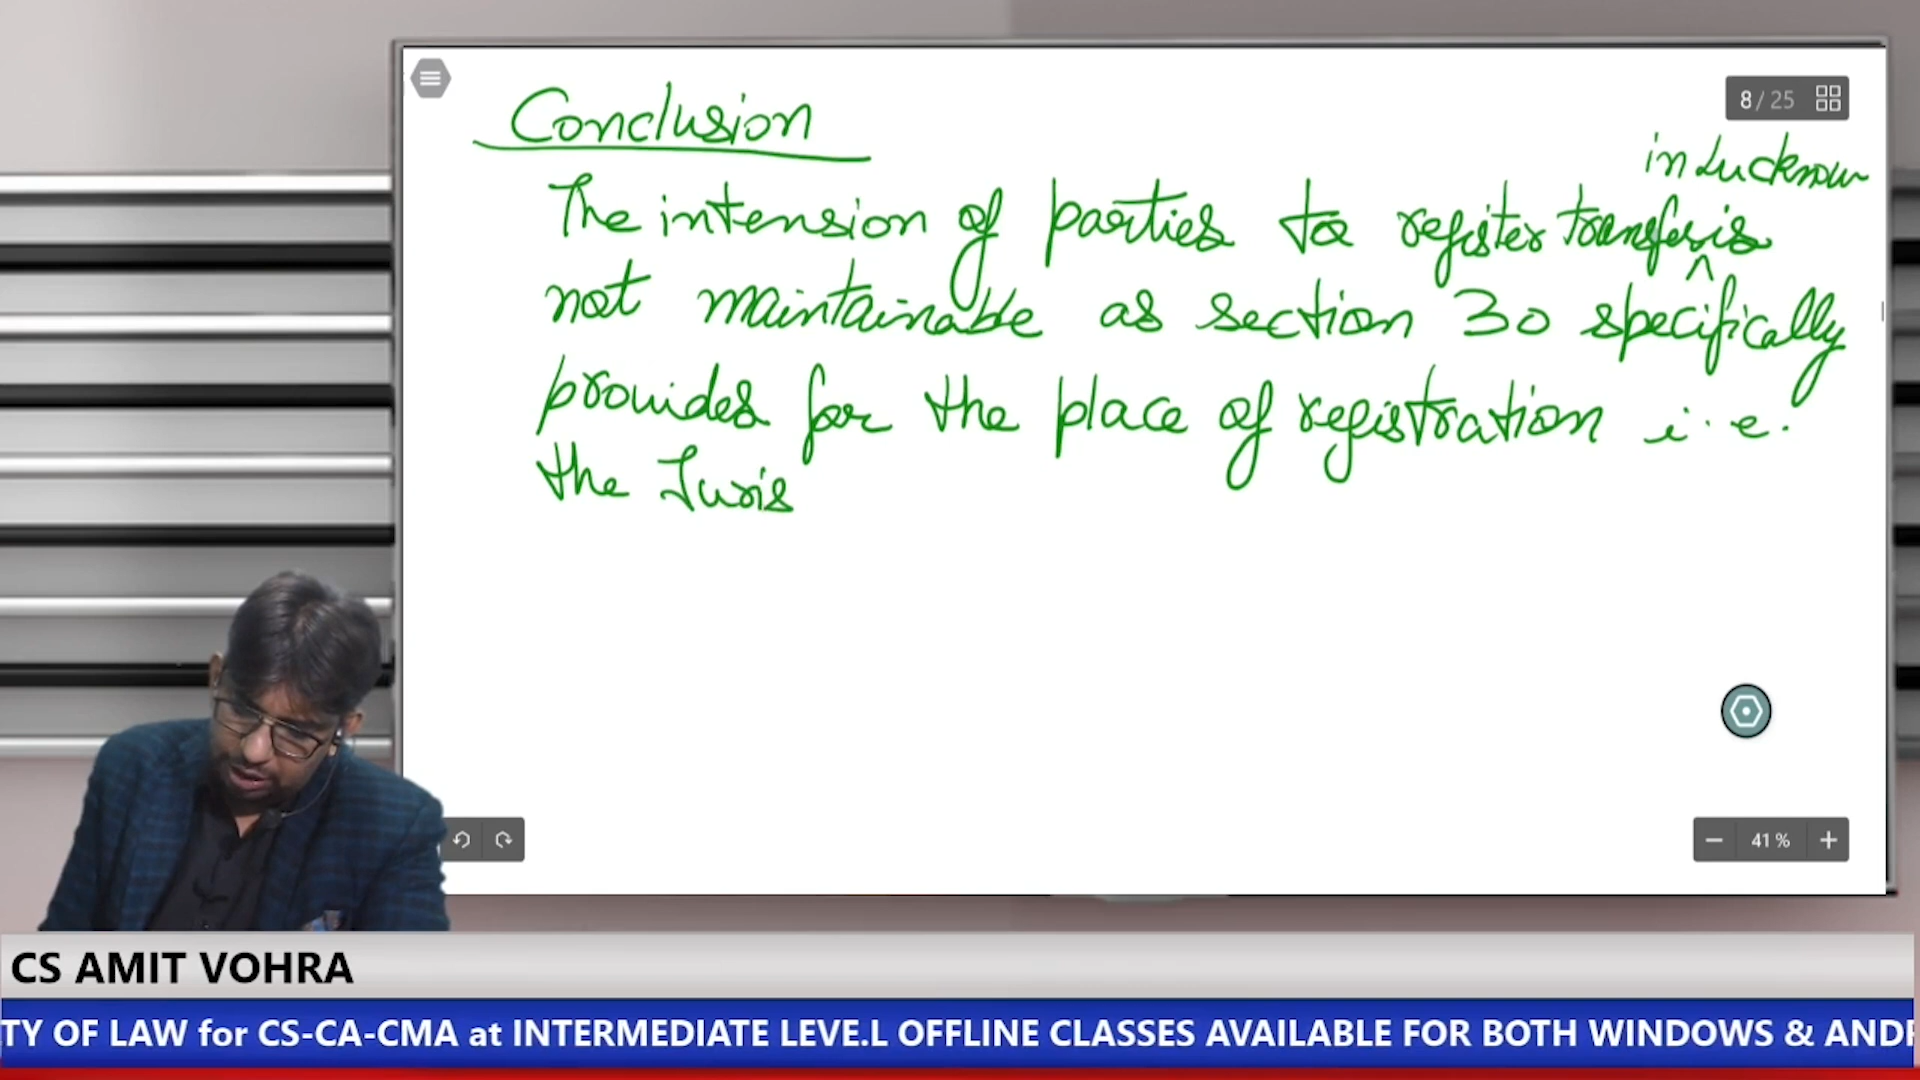 8 / 25
Conclusion
in Lucknow
The intension of parties to register transfer is
^
not maintainable as section 30 specifically
provides for the place of registration i.e.
the Juris
41 %
CS AMIT VOHRA
TY OF LAW for CS-CA-CMA at INTERMEDIATE LEVE.L OFFLINE CLASSES AVAILABLE FOR BOTH WINDOWS & AND